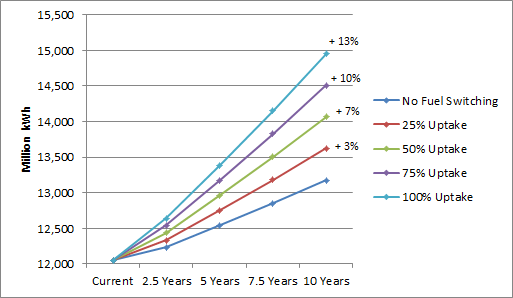 15,500
15,000
14,500
14,000
13,500
13,000
12,500
12,000
Million kWh
+ 13%
+ 10%
+ 7%
+ 3%
Current 2.5 Years 5 Years 7.5 Years 10 Years
No Fuel Switching
25% Uptake
50% Uptake
75% Uptake
100% Uptake